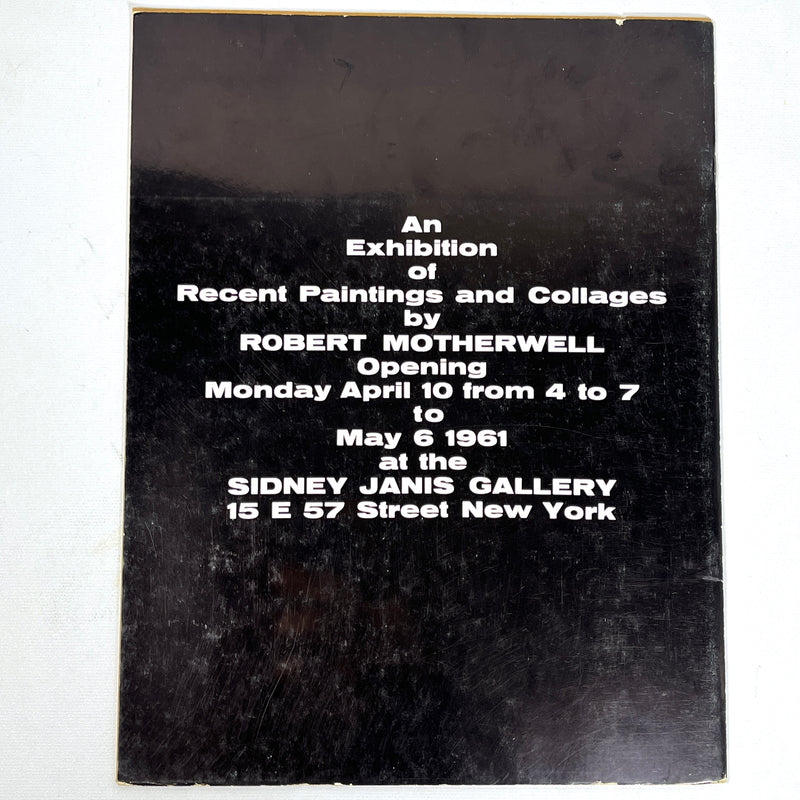 An
Exhibition
of
Recent Paintings and Collages
by
ROBERT MOTHERWELL
Opening
Monday April 10 from 4 to 7
to
May 6 1961
at the
SIDNEY JANIS GALLERY
15 E 57 Street New York